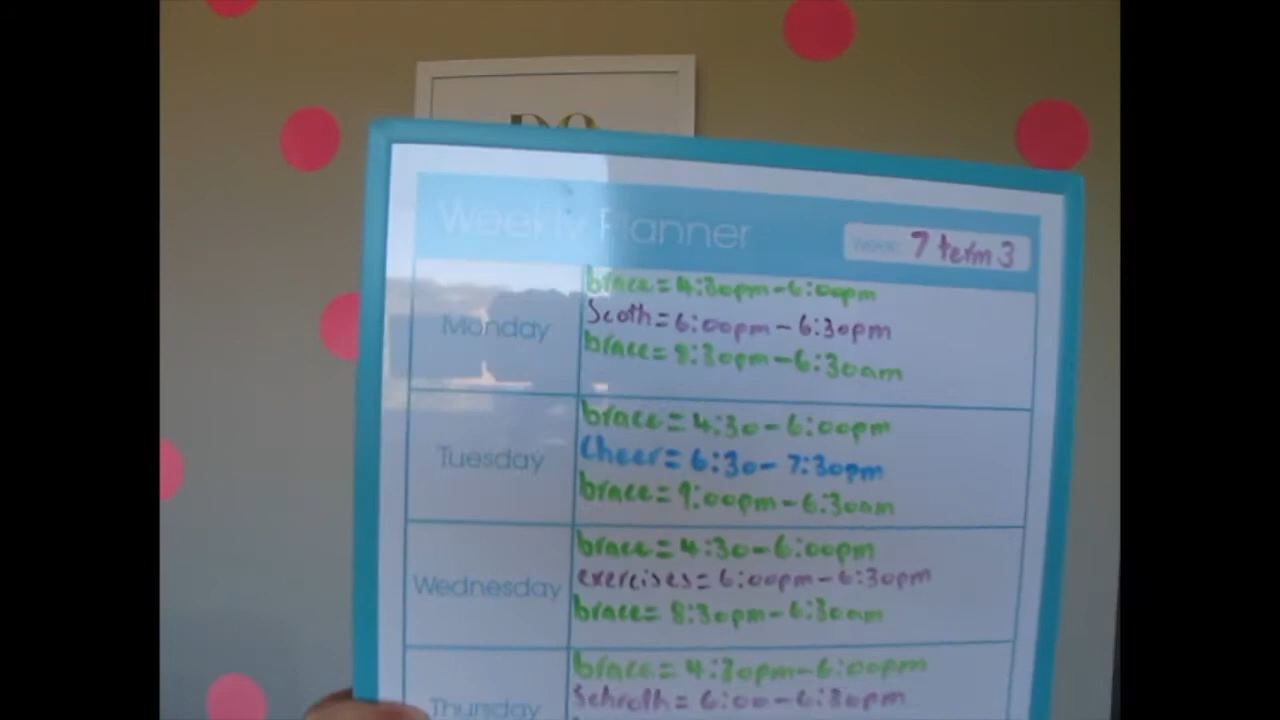 DO
Weekly Planner
Week: 7 term 3
Monday
brace = 4:30pm - 6:00pm
Scoth = 6:00pm - 6:30pm
brace = 8:30pm - 6:30am
Tuesday
brace = 4:30 - 6:00pm
Cheer = 6:30 - 7:30pm
brace = 9:00pm - 6:30am
Wednesday
brace = 4:30 - 6:00pm
exercises = 6:00pm - 6:30pm
brace = 8:30pm - 6:30am
Thursday
brace = 4:30pm - 6:00pm
Schroth = 6:00 - 6:30pm